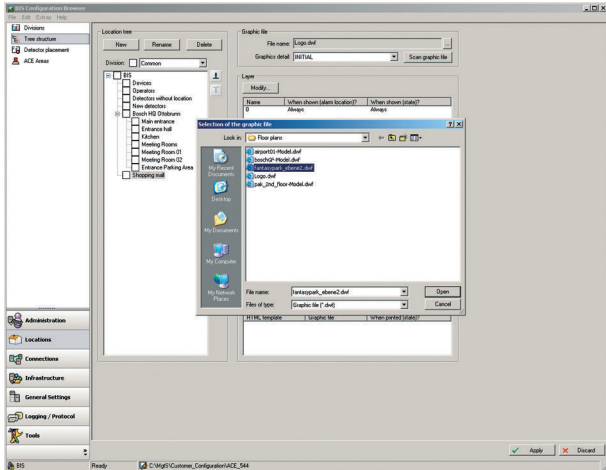 BIS Configuration Browser
File Edit Extras Help
Divisions
Tree structure
Detector placement
ACE Areas
Location tree
New Rename Delete
Division: Common
BIS
Devices
Operators
Detectors without location
New detectors
Bosch HQ Ottobrunn
Main entrance
Entrance hall
Kitchen
Meeting Rooms
Meeting Room 01
Meeting Room 02
Entrance Parking Area
Shopping mall
Graphic file
File name: Logo.dwf ...
Graphics detail: INITIAL Scan graphic file
Layer
Modify...
Name When shown (alarm location)? When shown (state)?
0 Always Always
Selection of the graphic file
Look in: Floor plans
My Recent Documents
Desktop
My Documents
My Computer
My Network Places
airport01-Model.dwf
boschGP-Model.dwf
fantasypark_ebene2.dwf
Logo.dwf
pak_2nd_floor-Model.dwf
File name: fantasypark_ebene2.dwf Open
Files of type: Graphic file (*.dwf) Cancel
HTML template Graphic file When printed (state)?
Administration
Locations
Connections
Infrastructure
General Settings
Logging / Protocol
Tools
Apply Discard
BIS Ready C:\MgtS\Customer_Configuration\ACE_544